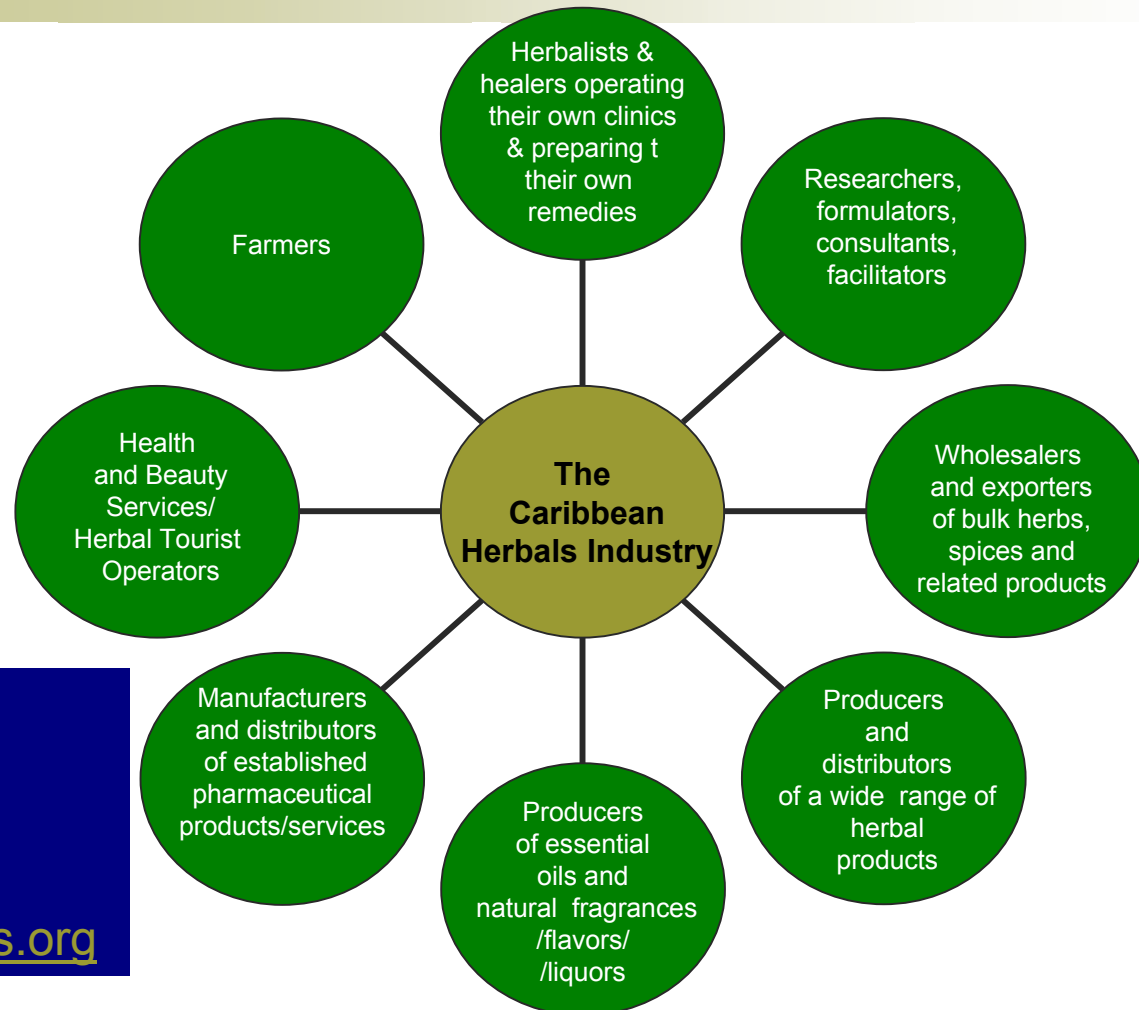 Herbalists &
healers operating
their own clinics
& preparing t
their own
remedies
Researchers,
formulators,
consultants,
facilitators
Farmers
Health
and Beauty
Services/
Herbal Tourist
Operators
The
Caribbean
Herbals Industry
Wholesalers
and exporters
of bulk herbs,
spices and
related products
Manufacturers
and distributors
of established
pharmaceutical
products/services
Producers
and
distributors
of a wide range of
herbal
products
Producers
of essential
oils and
natural fragrances
/flavors/
/liquors
s.org